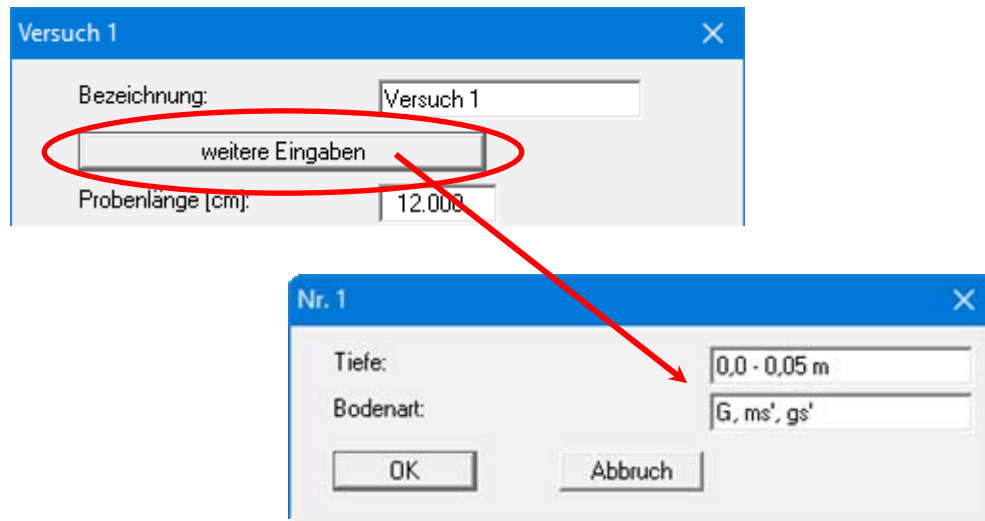 Versuch 1
Bezeichnung: Versuch 1
weitere Eingaben
Probenlänge [cm]: 12.000
Nr. 1
Tiefe: 0,0 - 0,05 m
Bodenart: G, ms', gs'
OK Abbruch